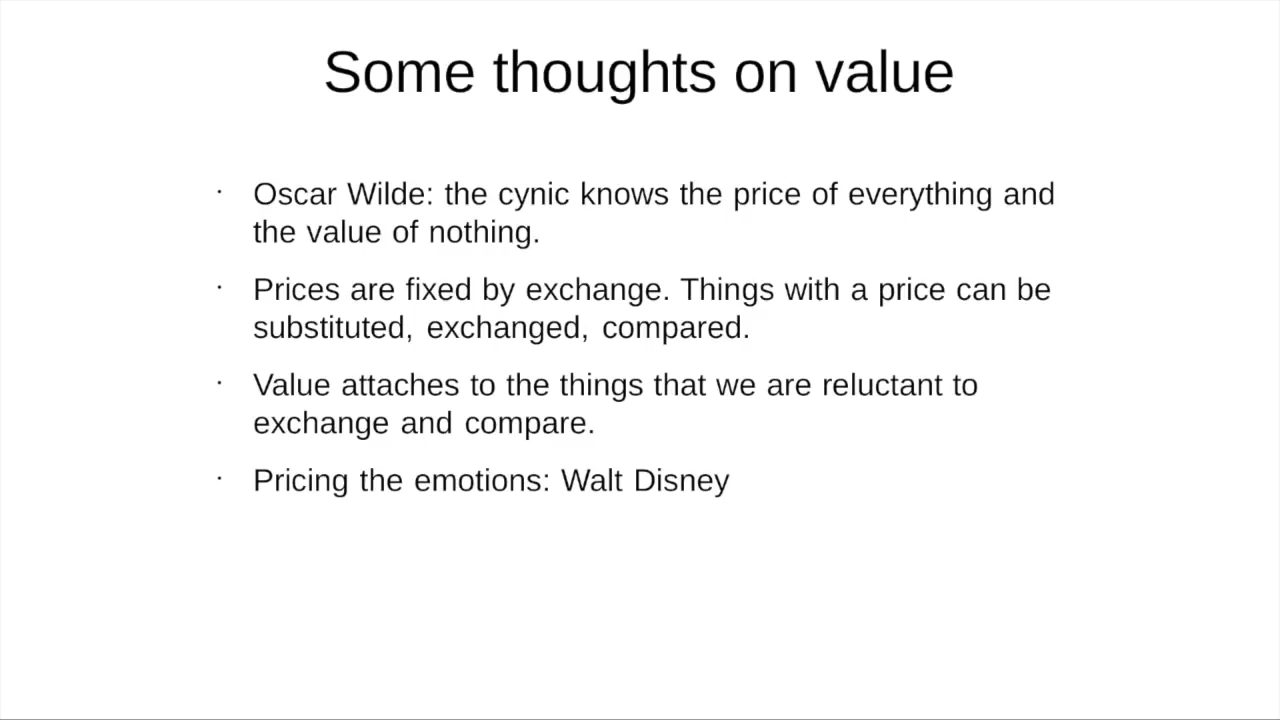 Some thoughts on value
· Oscar Wilde: the cynic knows the price of everything and
the value of nothing.
· Prices are fixed by exchange. Things with a price can be
substituted, exchanged, compared.
· Value attaches to the things that we are reluctant to
exchange and compare.
· Pricing the emotions: Walt Disney